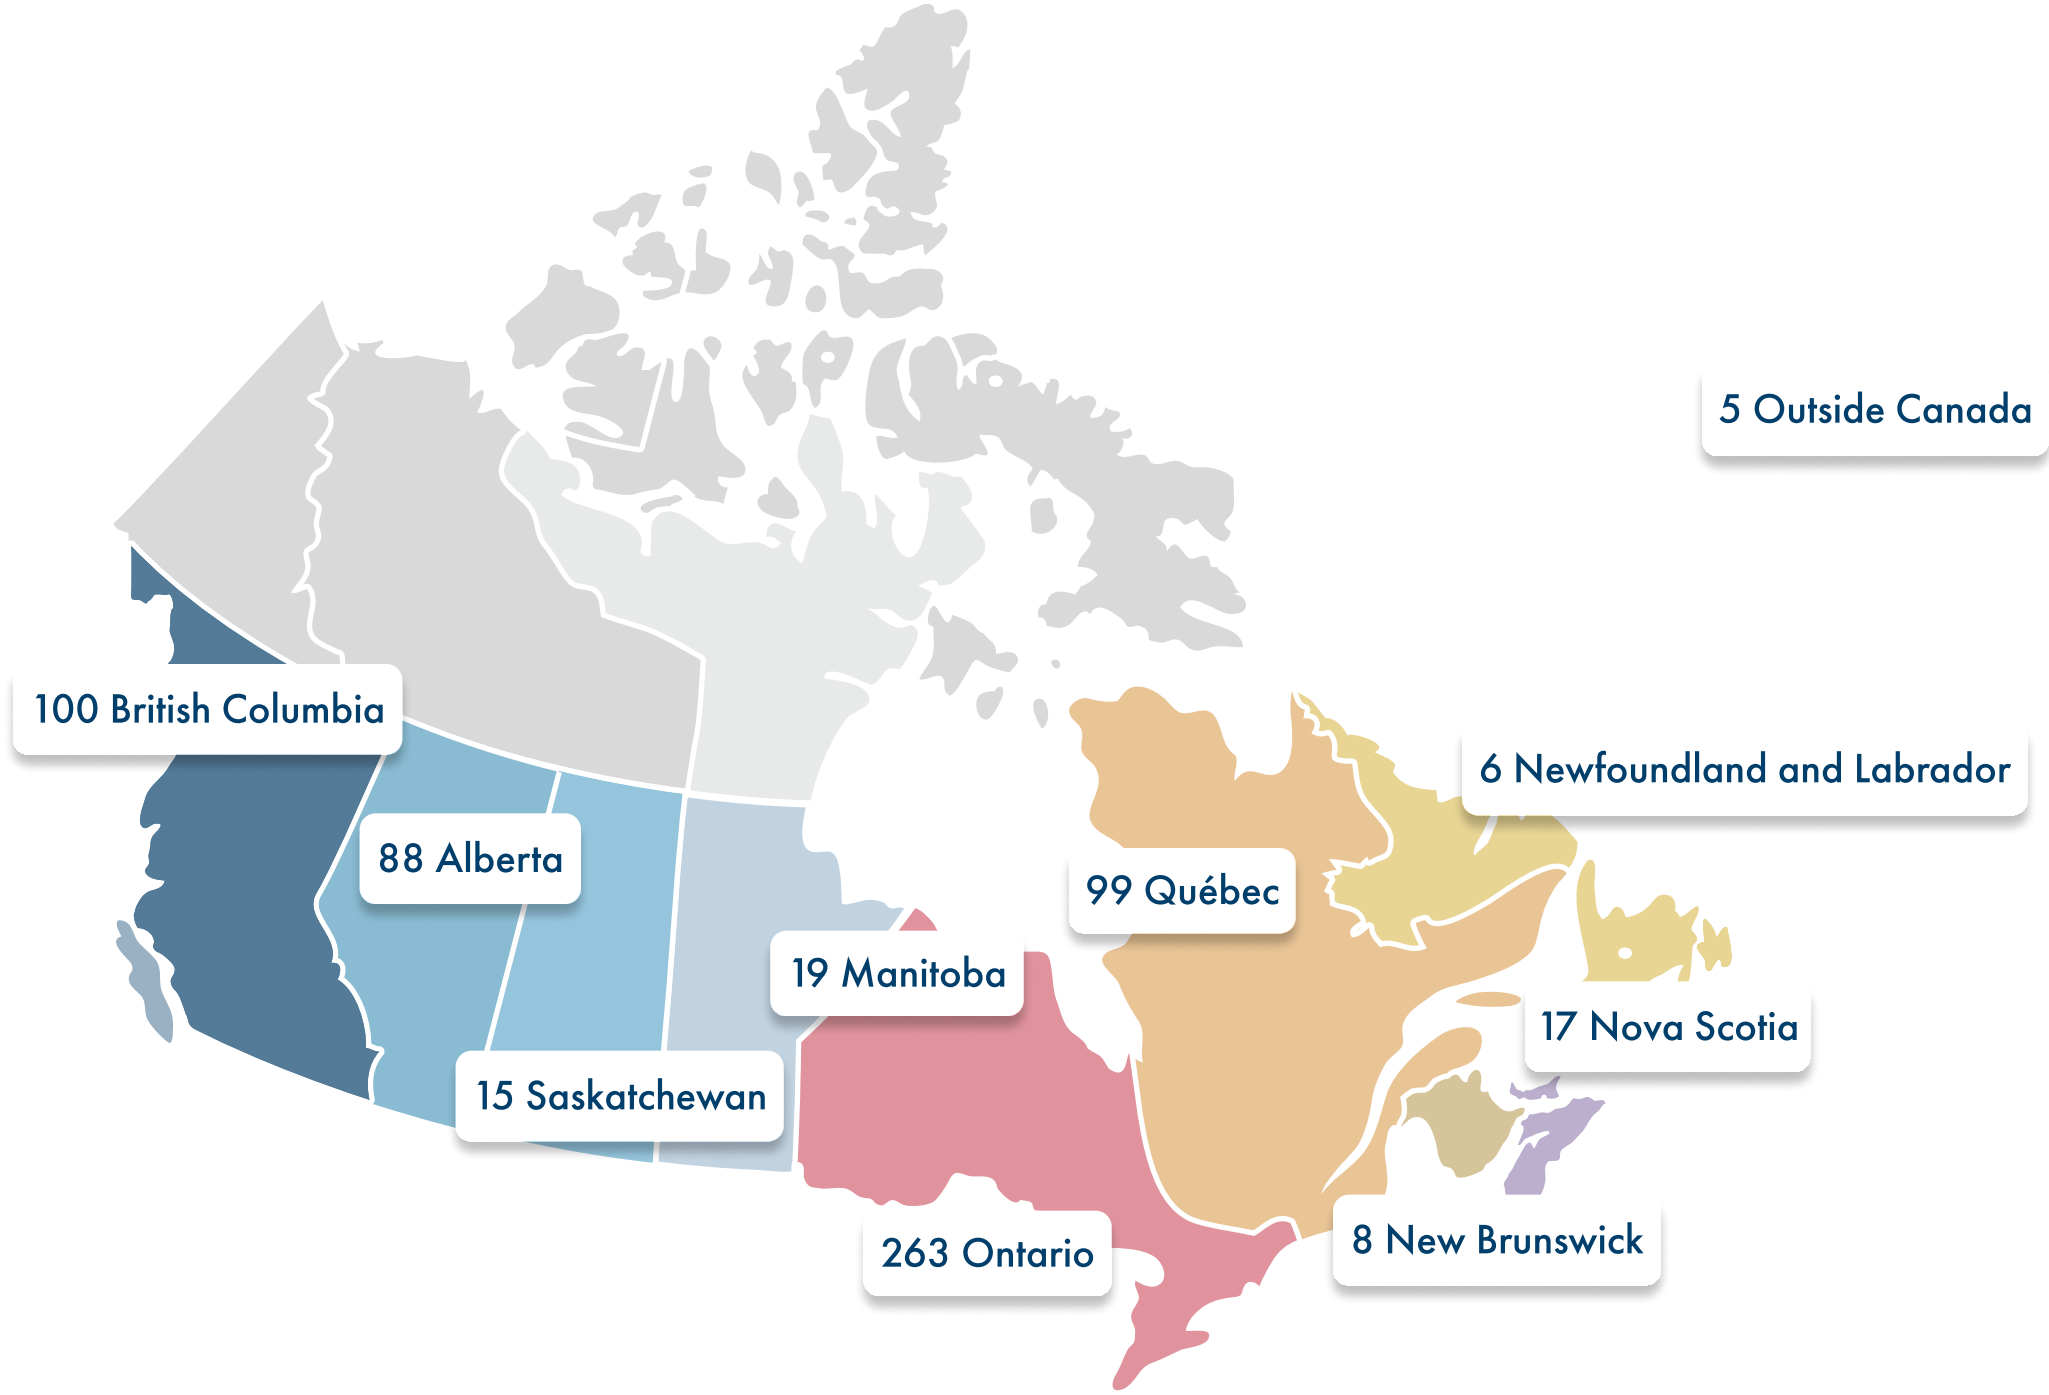 5 Outside Canada
100 British Columbia
6 Newfoundland and Labrador
88 Alberta
99 Québec
19 Manitoba
17 Nova Scotia
15 Saskatchewan
8 New Brunswick
263 Ontario